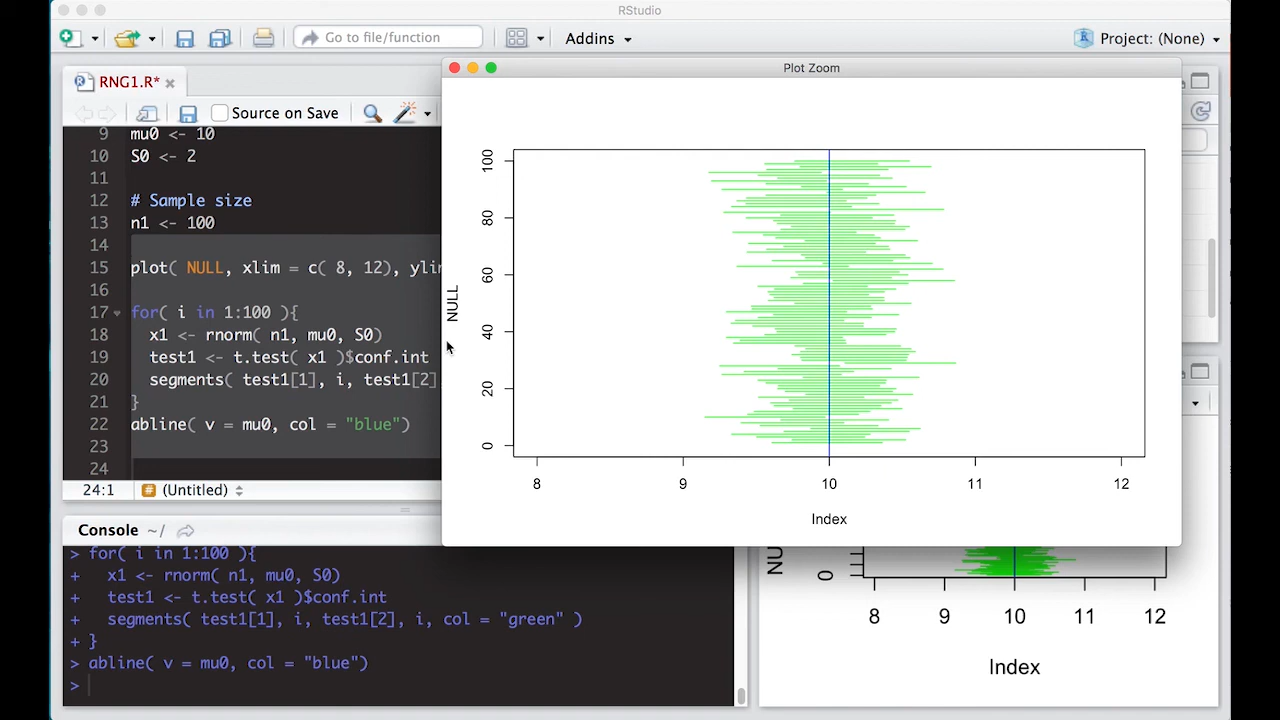 RStudio
Go to file/function
Addins
Project: (None)
RNG1.R*
Source on Save
9 mu0 <- 10
10 S0 <- 2
11
12 # Sample size
13 n1 <- 100
14
15 plot( NULL, xlim = c( 8, 12), ylim
16
17 for( i in 1:100 ){
18 x1 <- rnorm( n1, mu0, S0)
19 test1 <- t.test( x1 )$conf.int
20 segments( test1[1], i, test1[2]
21 }
22 abline( v = mu0, col = "blue")
23
24
24:1 (Untitled)
Console ~/
> for( i in 1:100 ){
+ x1 <- rnorm( n1, mu0, S0)
+ test1 <- t.test( x1 )$conf.int
+ segments( test1[1], i, test1[2], i, col = "green" )
+ }
> abline( v = mu0, col = "blue")
>
Plot Zoom
100
80
60
40
20
0
NULL
8 9 10 11 12
Index
NU
0
8 9 10 11 12
Index